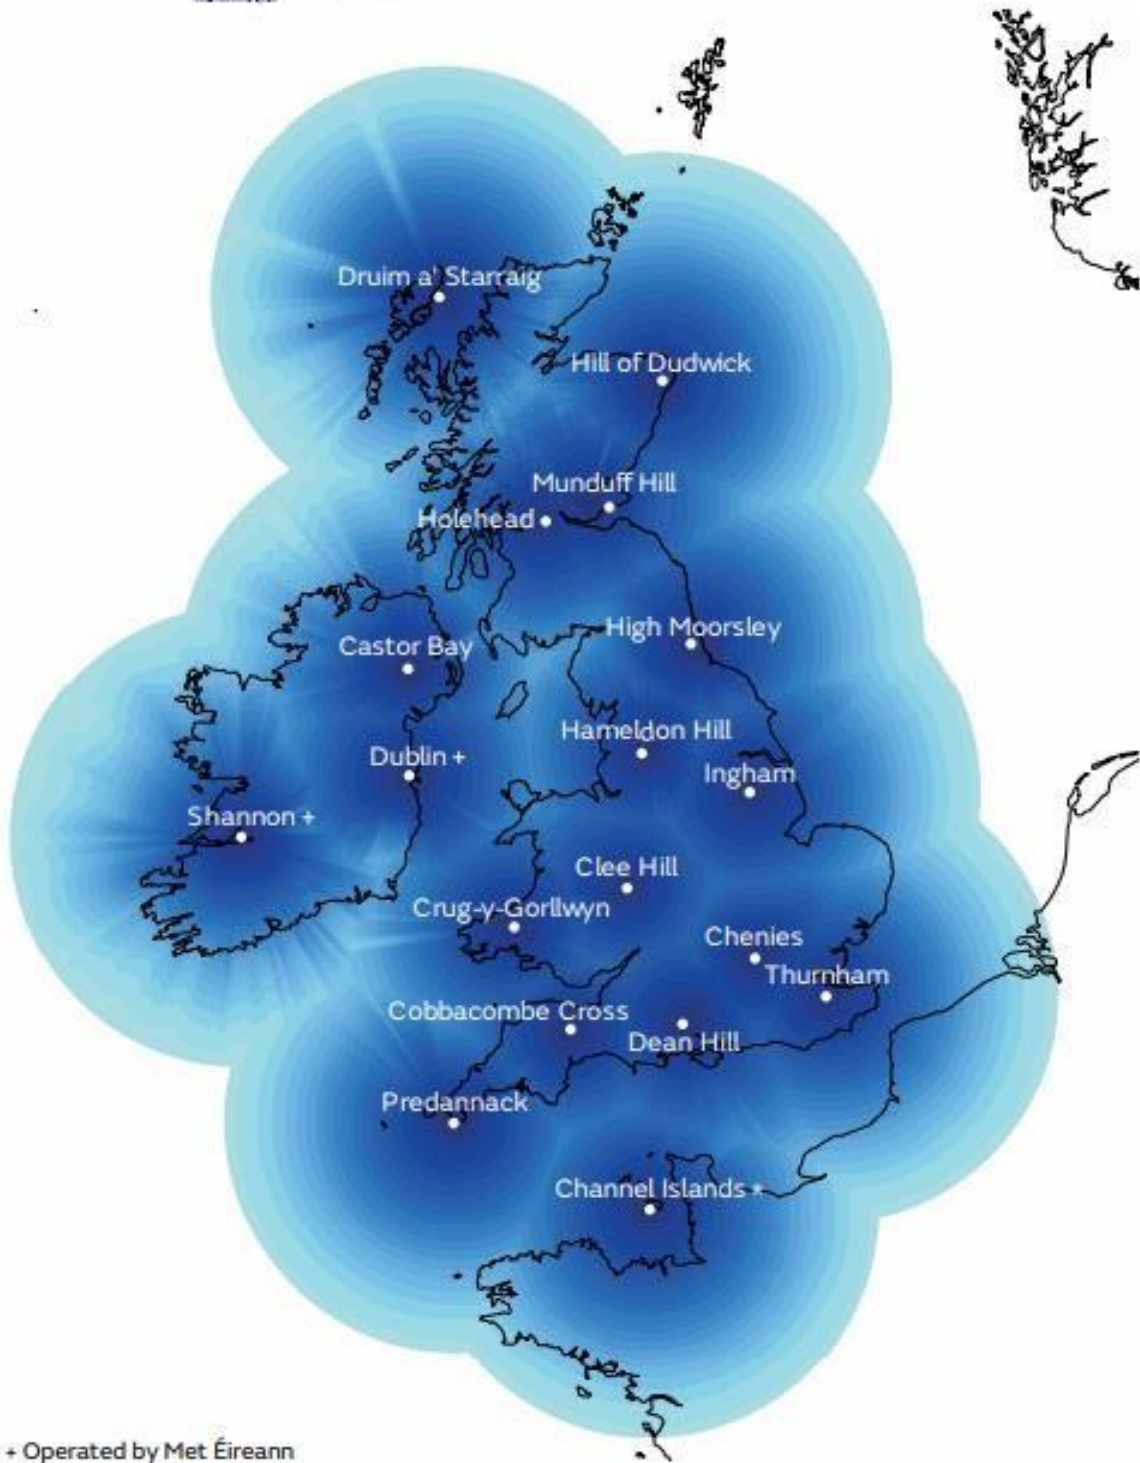 Druim a' Starraig
Hill of Dudwick
Munduff Hill
Holehead
High Moorsley
Castor Bay
Hameldon Hill
Dublin +
Ingham
Shannon +
Clee Hill
Crug-y-Gorllwyn
Chenies
Thurnham
Cobbacombe Cross
Dean Hill
Predannack
Channel Islands *
+ Operated by Met Éireann